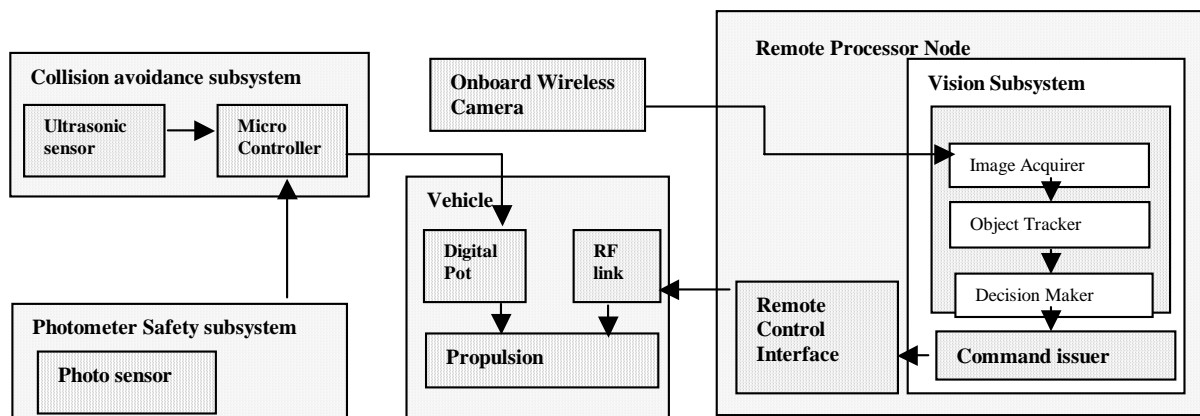 Collision avoidance subsystem
Ultrasonic
sensor
Micro
Controller
Photometer Safety subsystem
Photo sensor
Onboard Wireless
Camera
Vehicle
Digital
Pot
RF
link
Propulsion
Remote Processor Node
Vision Subsystem
Image Acquirer
Object Tracker
Decision Maker
Command issuer
Remote
Control
Interface